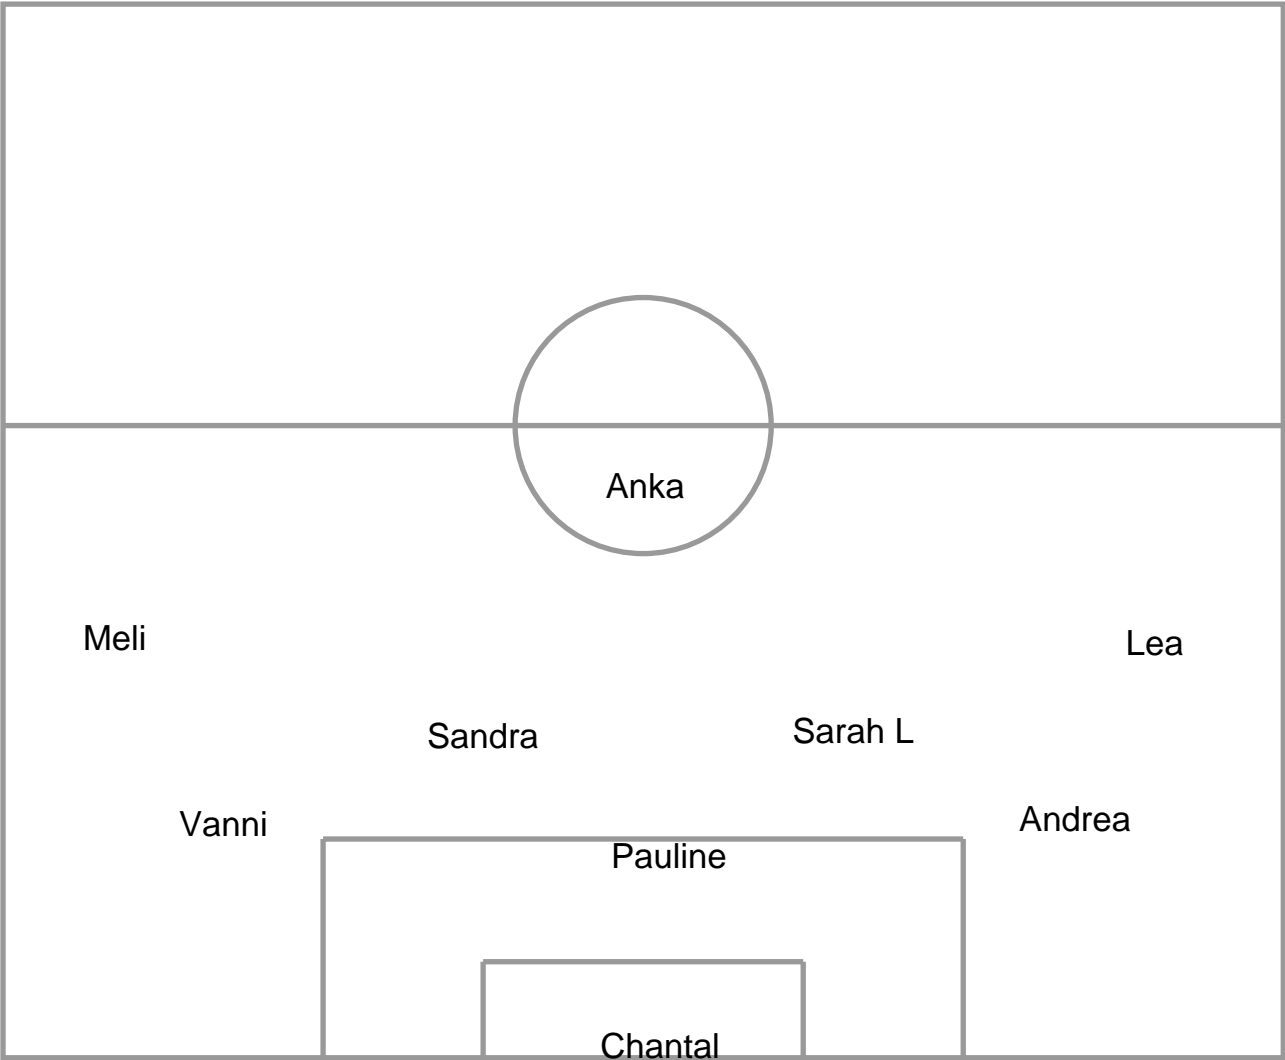 Anka
Meli
Lea
Sandra
Sarah L
Vanni
Andrea
Pauline
Chantal